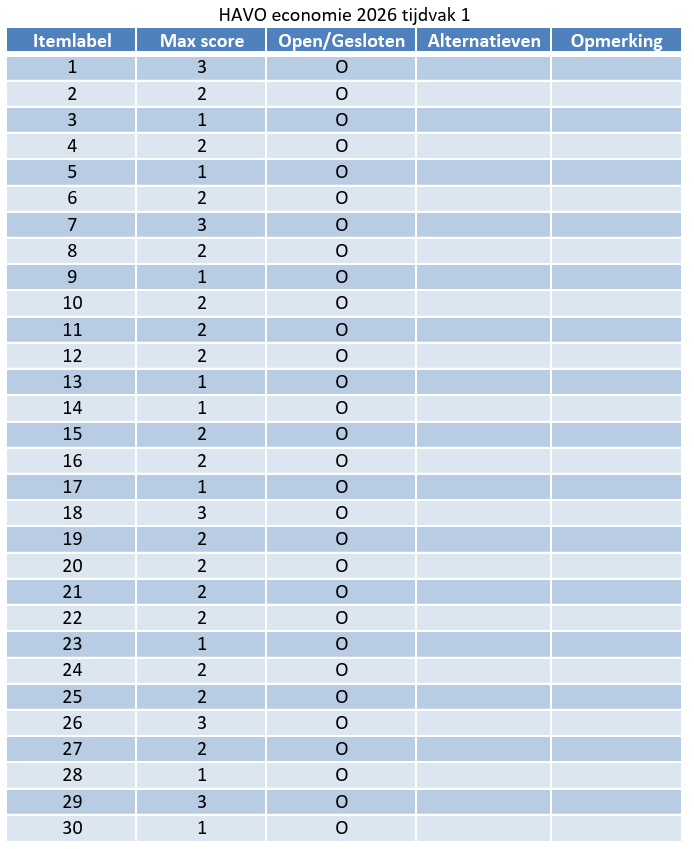 HAVO economie 2026 tijdvak 1
Itemlabel Max score Open/Gesloten Alternatieven Opmerking
1 3 O
2 2 O
3 1 O
4 2 O
5 1 O
6 2 O
7 3 O
8 2 O
9 1 O
10 2 O
11 2 O
12 2 O
13 1 O
14 1 O
15 2 O
16 2 O
17 1 O
18 3 O
19 2 O
20 2 O
21 2 O
22 2 O
23 1 O
24 2 O
25 2 O
26 3 O
27 2 O
28 1 O
29 3 O
30 1 O